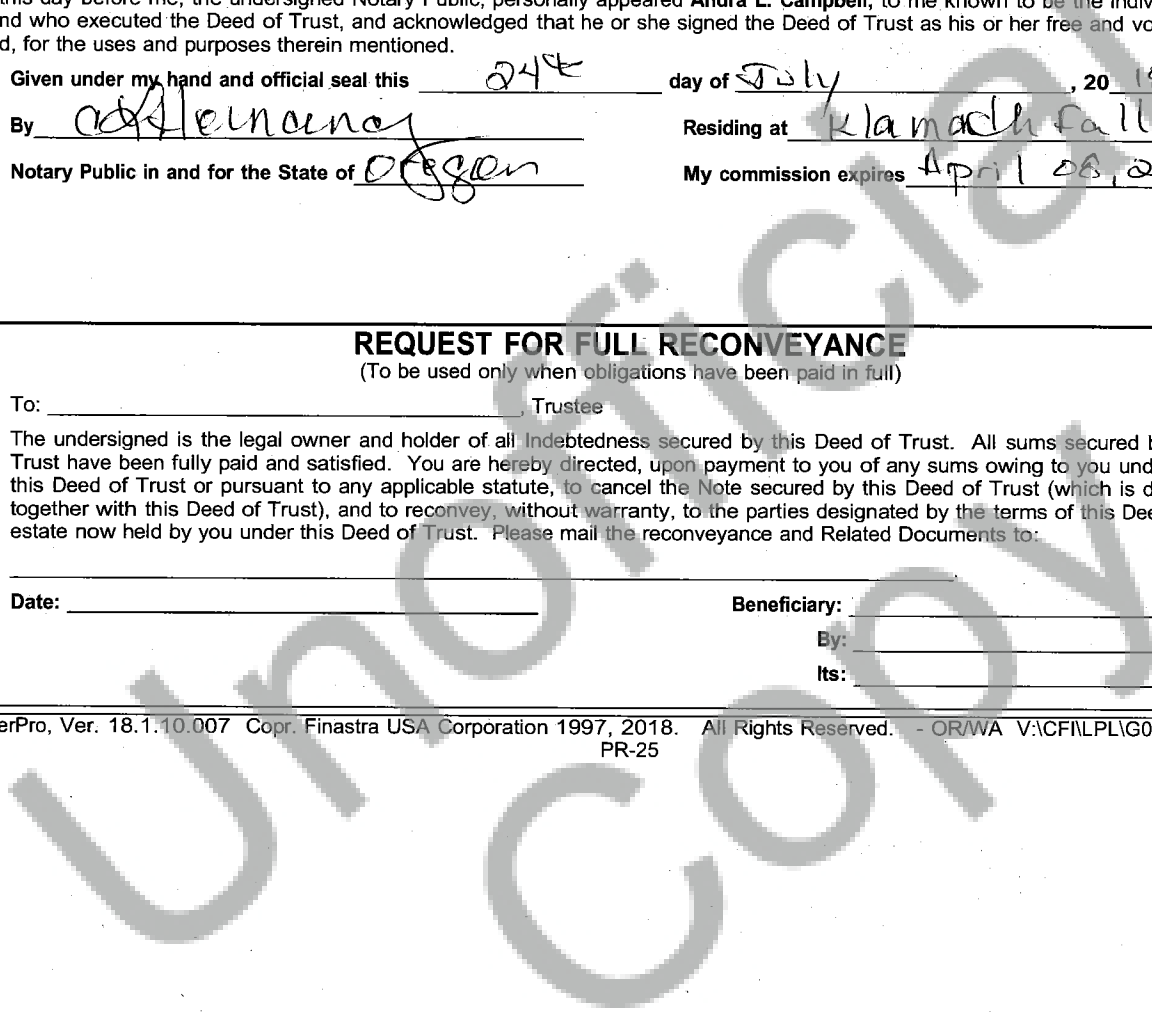 this day before me, the undersigned Notary Public, personally appeared Andra L. Campbell, to me known to be the indiv
nd who executed the Deed of Trust, and acknowledged that he or she signed the Deed of Trust as his or her free and vo
d, for the uses and purposes therein mentioned.
Given under my hand and official seal this 24th day of July, 20 1
By
Residing at Klamath Fall
Notary Public in and for the State of Oregon
My commission expires April 08, 2
REQUEST FOR FULL RECONVEYANCE
(To be used only when obligations have been paid in full)
To: , Trustee
The undersigned is the legal owner and holder of all Indebtedness secured by this Deed of Trust. All sums secured b
Trust have been fully paid and satisfied. You are hereby directed, upon payment to you of any sums owing to you und
this Deed of Trust or pursuant to any applicable statute, to cancel the Note secured by this Deed of Trust (which is d
together with this Deed of Trust), and to reconvey, without warranty, to the parties designated by the terms of this Dee
estate now held by you under this Deed of Trust. Please mail the reconveyance and Related Documents to:
Date:
Beneficiary:
By:
Its:
erPro, Ver. 18.1.10.007 Copr. Finastra USA Corporation 1997, 2018. All Rights Reserved. - OR/WA V:\CFI\LPL\G0
PR-25
Unofficial
Copy